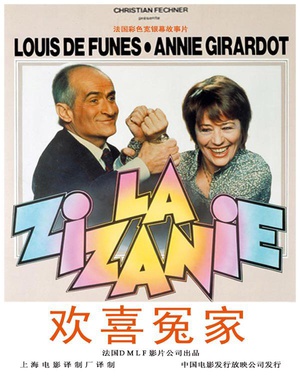 CHRISTIAN FECHNER
présente
法国彩色宽银幕故事片
LOUIS DE FUNES • ANNIE GIRARDOT
LA
ZIZANIE
欢喜冤家
法国DMLF影片公司出品
上海电影译制厂译制 中国电影发行放映公司发行